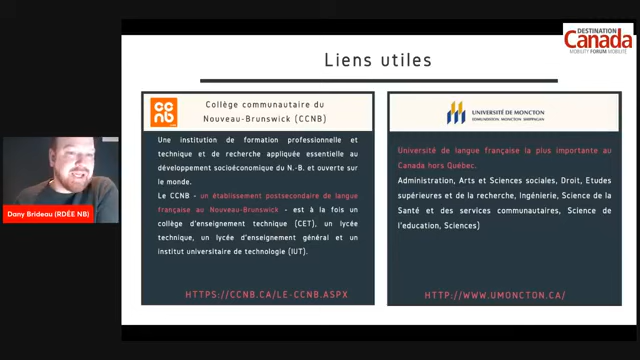 DESTINATION
Canada
MOBILITY FORUM MOBILITÉ
Liens utiles
cc
nb
Collège communautaire du
Nouveau-Brunswick (CCNB)
Une institution de formation professionnelle et
technique et de recherche appliquée essentielle au
développement socioéconomique du N.-B. et ouverte sur
le monde.
Le CCNB - un établissement postsecondaire de langue
française au Nouveau-Brunswick - est à la fois un
collège d'enseignement technique (CET), un lycée
technique, un lycée d'enseignement général et un
institut universitaire de technologie (IUT).
HTTPS://CCNB.CA/LE-CCNB.ASPX
UNIVERSITÉ DE MONCTON
EDMUNDSTON MONCTON SHIPPAGAN
Université de langue française la plus importante au
Canada hors Québec.
Administration, Arts et Sciences sociales, Droit, Etudes
supérieures et de la recherche, Ingénierie, Science de la
Santé et des services communautaires, Science de
l'education, Sciences)
HTTP://WWW.UMONCTON.CA/
Dany Brideau (RDÉE NB)